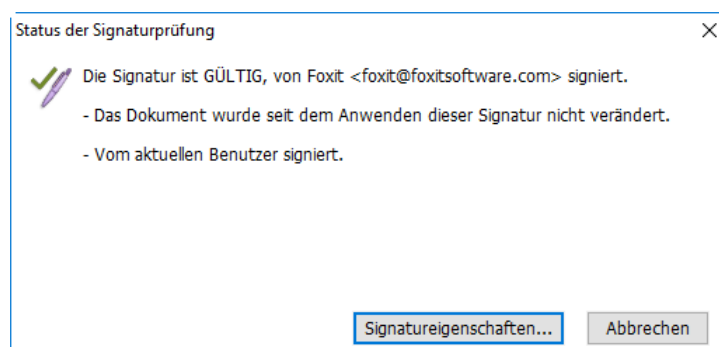 Status der Signaturprüfung
Die Signatur ist GÜLTIG, von Foxit <foxit@foxitsoftware.com> signiert.
- Das Dokument wurde seit dem Anwenden dieser Signatur nicht verändert.
- Vom aktuellen Benutzer signiert.
Signatureigenschaften... Abbrechen